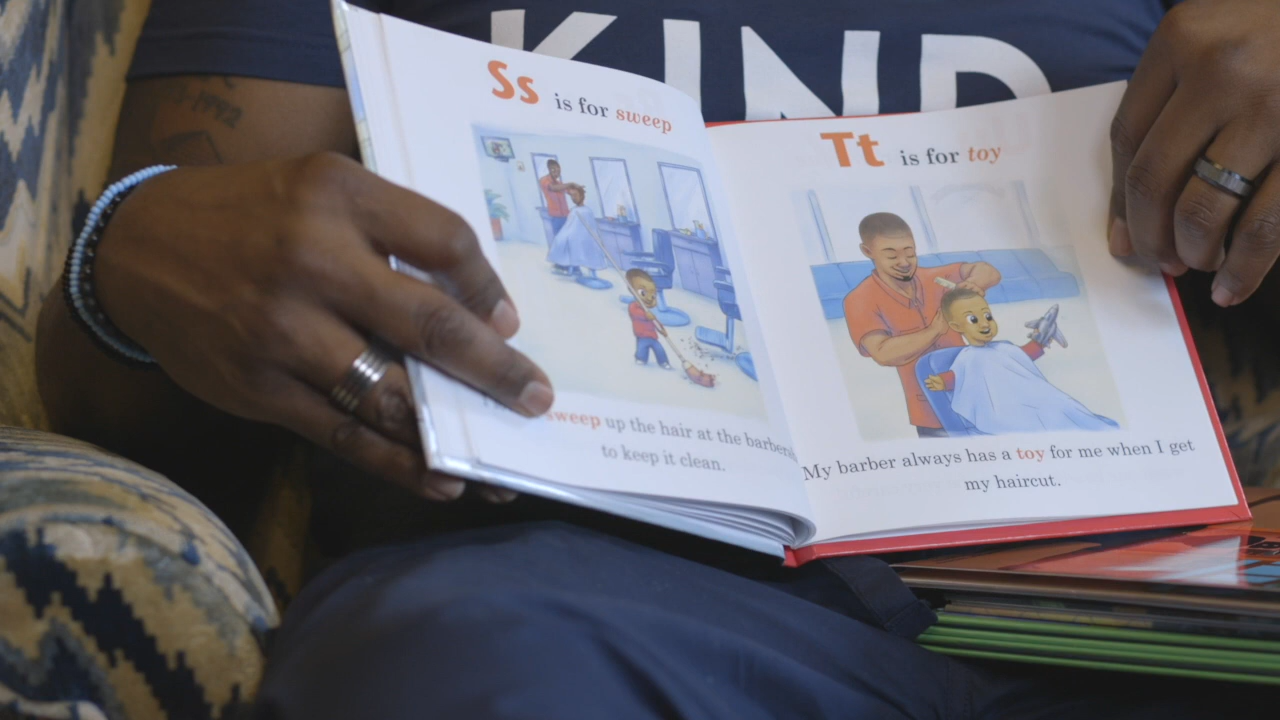 KIND
Ss is for sweep
sweep up the hair at the barbers
to keep it clean.
Tt is for toy
My barber always has a toy for me when I get
my haircut.
1992